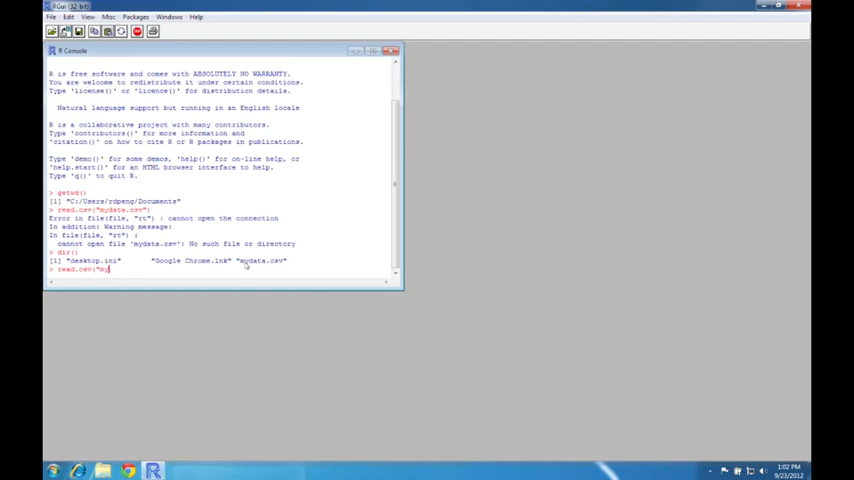 RGui (32-bit)
File Edit View Misc Packages Windows Help
R Console
R is free software and comes with ABSOLUTELY NO WARRANTY.
You are welcome to redistribute it under certain conditions.
Type 'license()' or 'licence()' for distribution details.
Natural language support but running in an English locale
R is a collaborative project with many contributors.
Type 'contributors()' for more information and
'citation()' on how to cite R or R packages in publications.
Type 'demo()' for some demos, 'help()' for on-line help, or
'help.start()' for an HTML browser interface to help.
Type 'q()' to quit R.
> getwd()
[1] "C:/Users/rdpeng/Documents"
> read.csv("mydata.csv")
Error in file(file, "rt") : cannot open the connection
In addition: Warning message:
In file(file, "rt") :
cannot open file 'mydata.csv': No such file or directory
> dir()
[1] "desktop.ini" "Google Chrome.lnk" "mydata.csv"
> read.csv("my
1:02 PM
9/23/2012